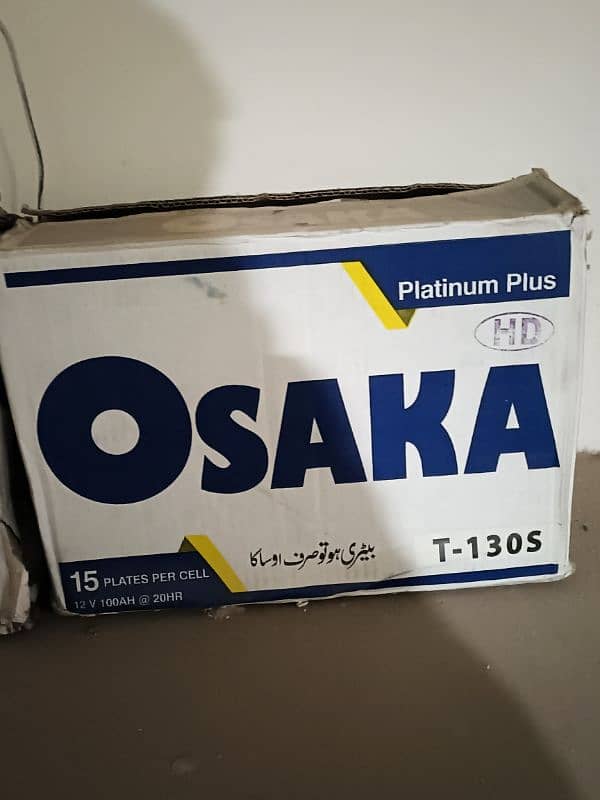 Platinum Plus
HD
OSAKA
بیٹری ہو تو صرف اوساکا
T-130S
15 PLATES PER CELL
12 V 100AH @ 20HR